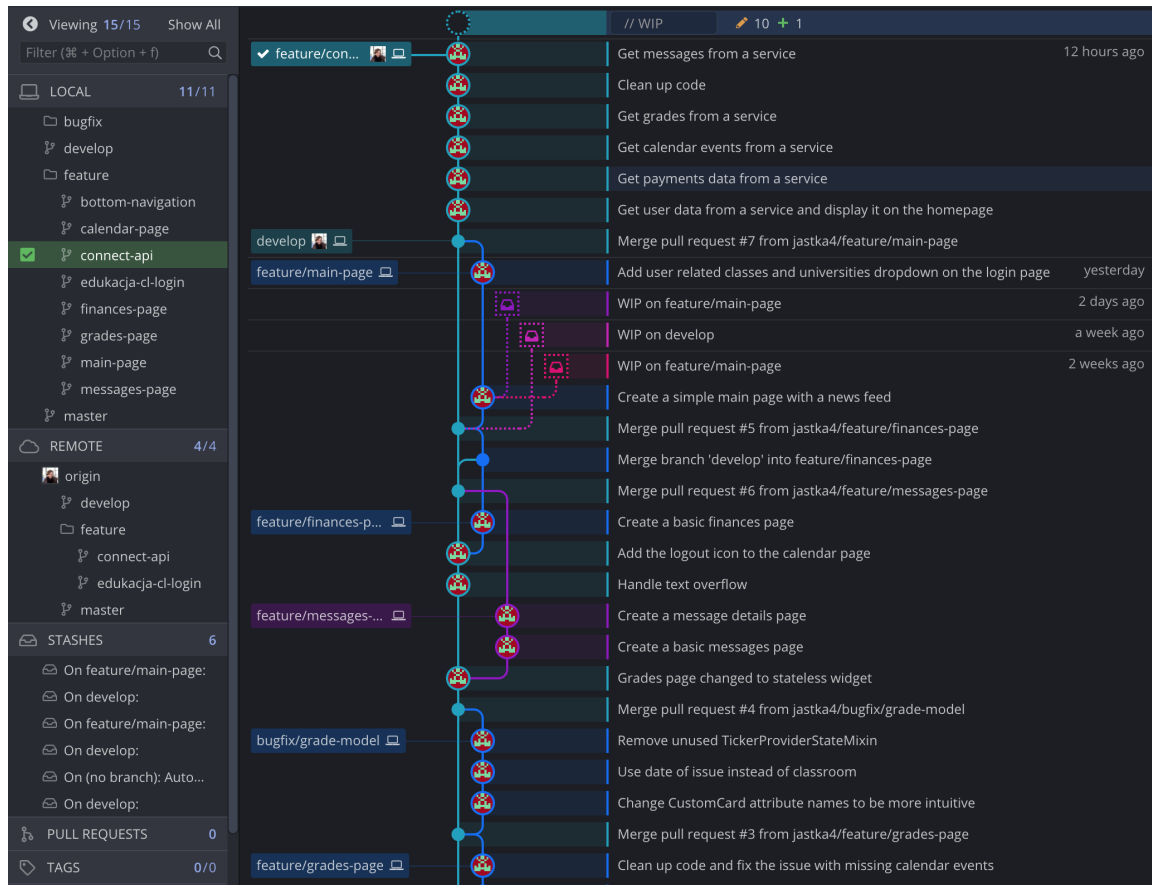 Viewing 15/15 Show All
Filter (⌘ + Option + f)
LOCAL 11/11
bugfix
develop
feature
bottom-navigation
calendar-page
connect-api
edukacja-cl-login
finances-page
grades-page
main-page
messages-page
master
REMOTE 4/4
origin
develop
feature
connect-api
edukacja-cl-login
master
STASHES 6
On feature/main-page:
On develop:
On feature/main-page:
On develop:
On (no branch): Auto...
On develop:
PULL REQUESTS 0
TAGS 0/0
// WIP 10 + 1
feature/con... Get messages from a service 12 hours ago
Clean up code
Get grades from a service
Get calendar events from a service
Get payments data from a service
Get user data from a service and display it on the homepage
develop Merge pull request #7 from jastka4/feature/main-page
feature/main-page Add user related classes and universities dropdown on the login page yesterday
WIP on feature/main-page 2 days ago
WIP on develop a week ago
WIP on feature/main-page 2 weeks ago
Create a simple main page with a news feed
Merge pull request #5 from jastka4/feature/finances-page
Merge branch 'develop' into feature/finances-page
Merge pull request #6 from jastka4/feature/messages-page
feature/finances-p... Create a basic finances page
Add the logout icon to the calendar page
Handle text overflow
feature/messages-... Create a message details page
Create a basic messages page
Grades page changed to stateless widget
Merge pull request #4 from jastka4/bugfix/grade-model
bugfix/grade-model Remove unused TickerProviderStateMixin
Use date of issue instead of classroom
Change CustomCard attribute names to be more intuitive
Merge pull request #3 from jastka4/feature/grades-page
feature/grades-page Clean up code and fix the issue with missing calendar events